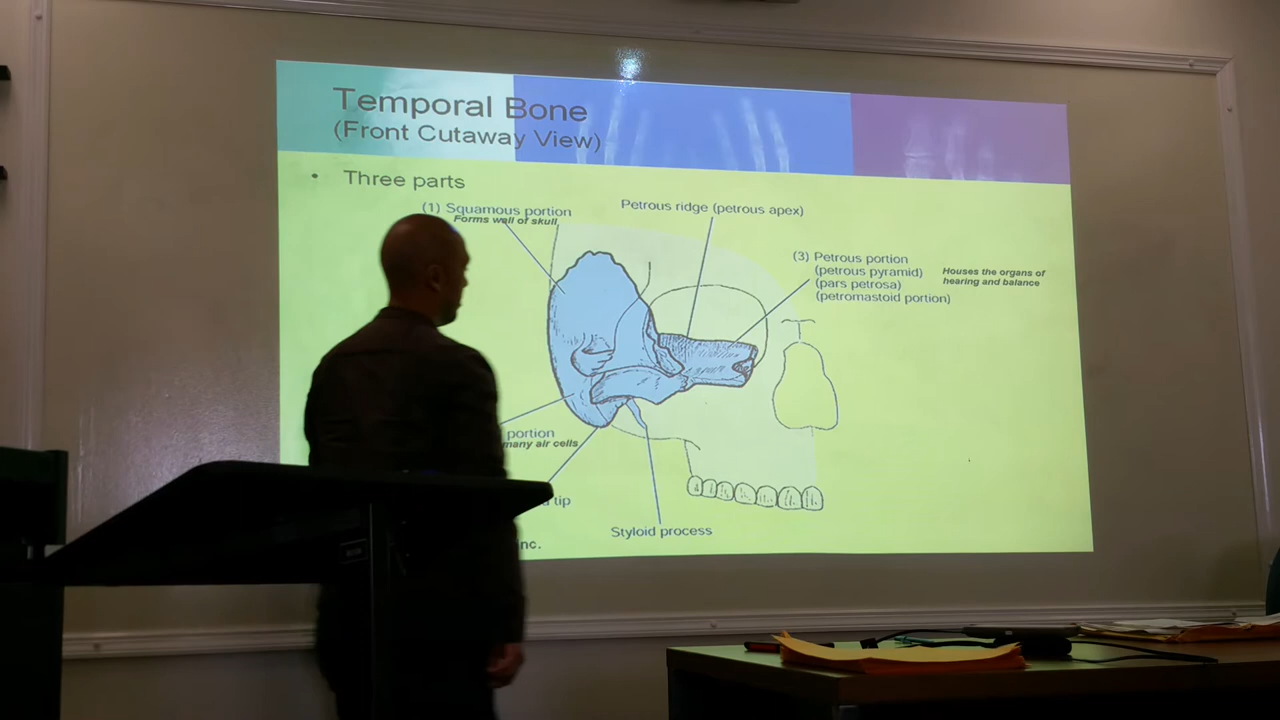 Temporal Bone
(Front Cutaway View)
• Three parts
(1) Squamous portion
Forms wall of skull
Petrous ridge (petrous apex)
(3) Petrous portion
(petrous pyramid)
(pars petrosa)
(petromastoid portion)
Houses the organs of
hearing and balance
portion
many air cells
tip
Styloid process
nc.